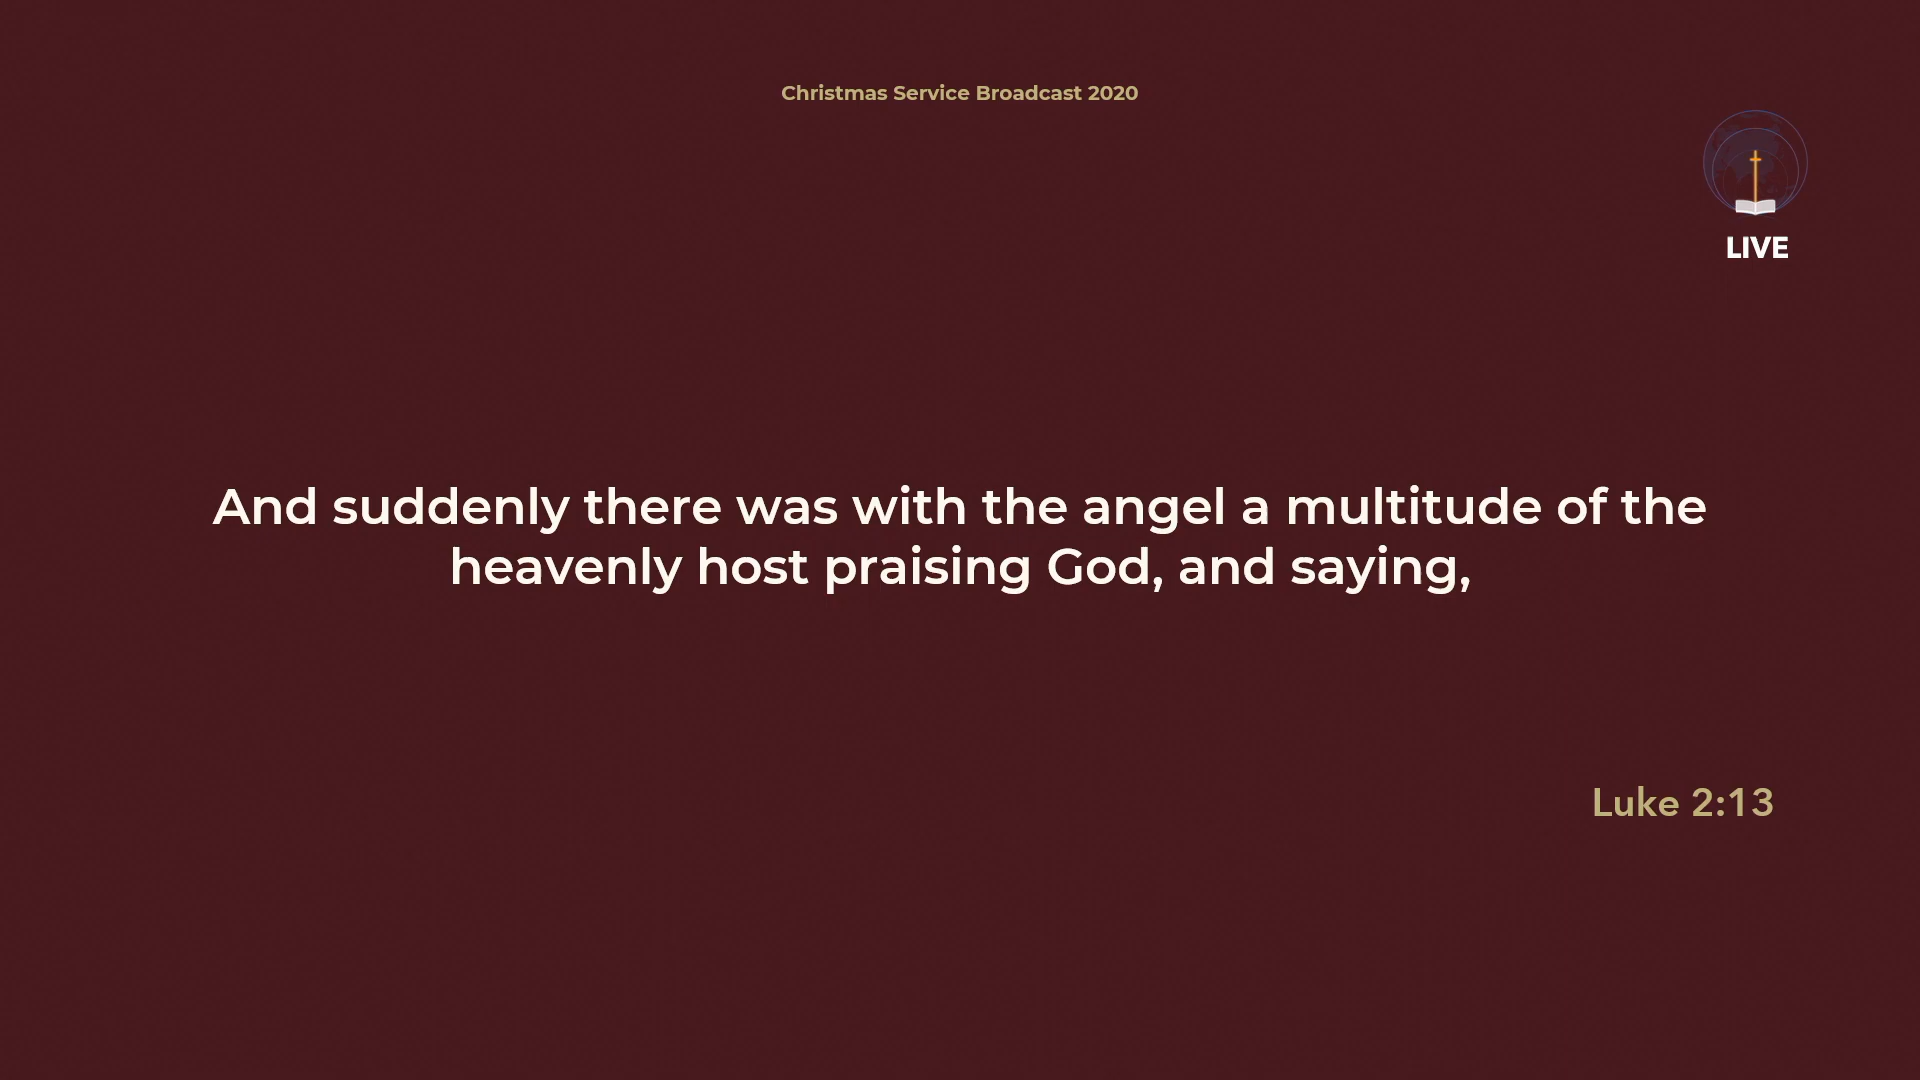 Christmas Service Broadcast 2020
LIVE
And suddenly there was with the angel a multitude of the
heavenly host praising God, and saying,
Luke 2:13